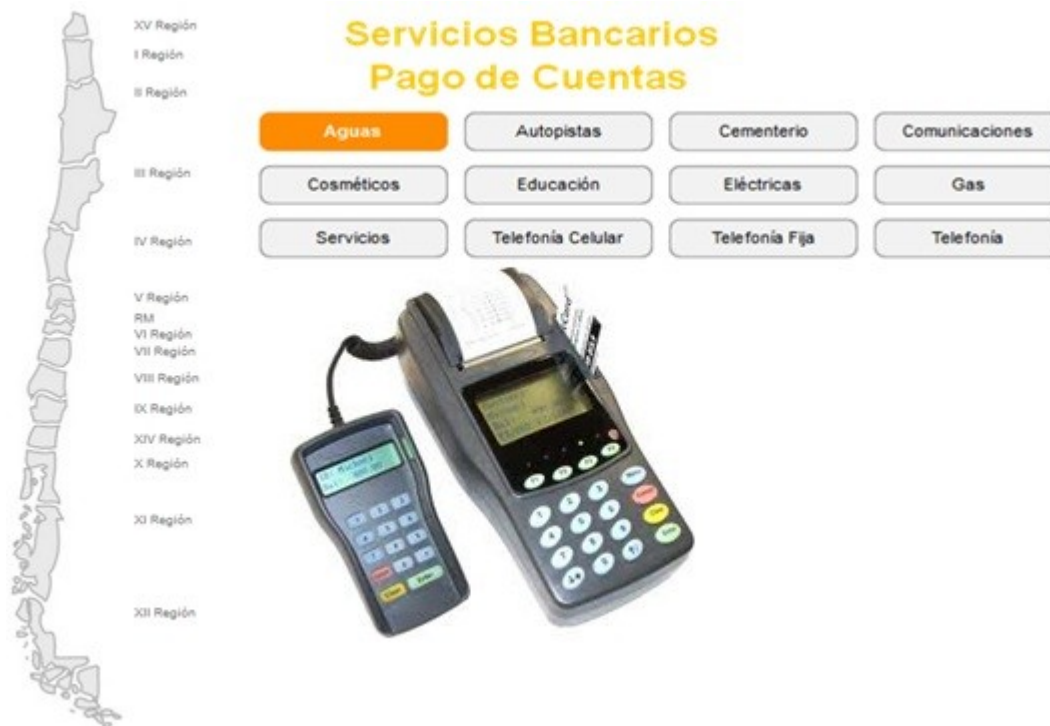 Servicios Bancarios
Pago de Cuentas
Aguas
Autopistas
Cementerio
Comunicaciones
Cosméticos
Educación
Eléctricas
Gas
Servicios
Telefonía Celular
Telefonía Fija
Telefonía
XV Región
I Región
II Región
III Región
IV Región
V Región
RM
VI Región
VII Región
VIII Región
IX Región
XIV Región
X Región
XI Región
XII Región